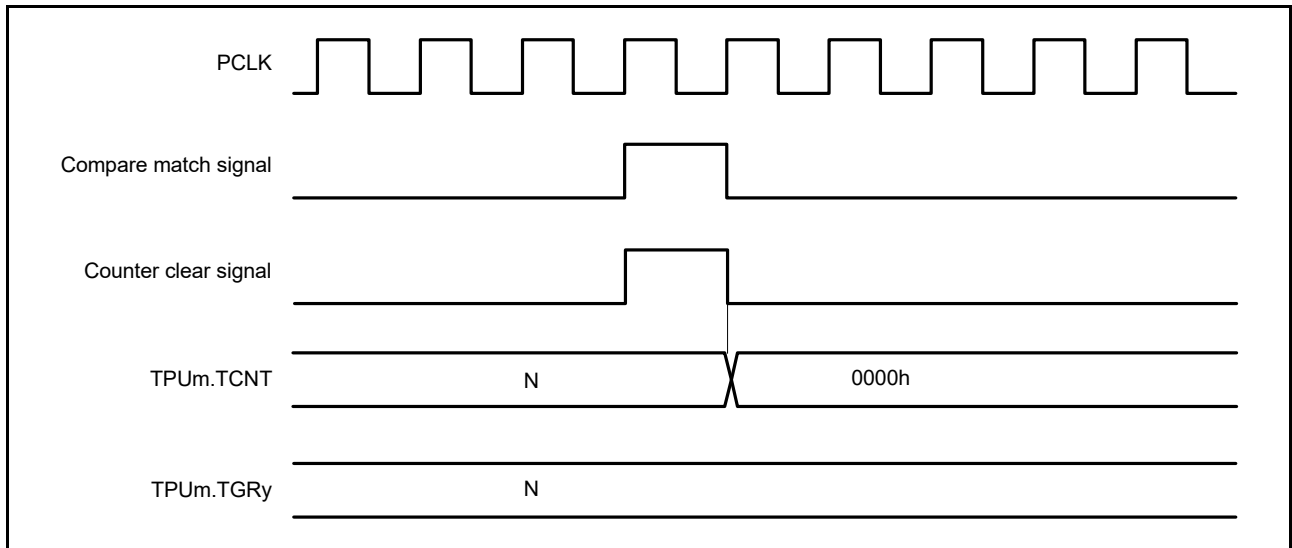 PCLK
Compare match signal
Counter clear signal
TPUm.TCNT N 0000h
TPUm.TGRy N